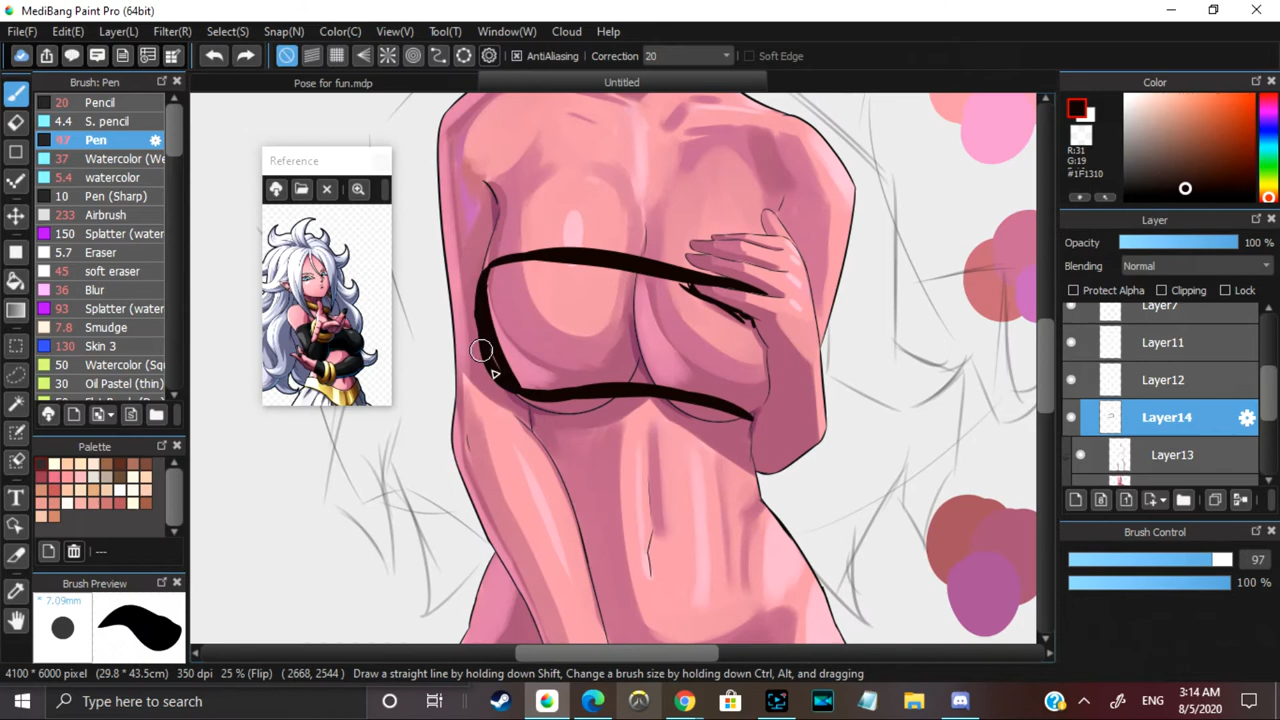 MediBang Paint Pro (64bit)
File(F) Edit(E) Layer(L) Filter(R) Select(S) Snap(N) Color(C) View(V) Tool(T) Window(W) Cloud Help
AntiAliasing Correction 20 Soft Edge
Brush: Pen
Pose for fun.mdp
Untitled
20 Pencil
4.4 S. pencil
97 Pen
37 Watercolor (We
5.4 watercolor
10 Pen (Sharp)
233 Airbrush
150 Splatter (water
5.7 Eraser
45 soft eraser
36 Blur
93 Splatter (water
7.8 Smudge
130 Skin 3
50 Watercolor (Squ
30 Oil Pastel (thin)
Palette
---
Brush Preview
* 7.09mm
Reference
Color
R:31
G:19
#1F1310
Layer
Opacity 100 %
Blending Normal
Protect Alpha Clipping Lock
Layer7
Layer11
Layer12
Layer14
Layer13
Brush Control
97
100 %
4100 * 6000 pixel (29.8 * 43.5cm) 350 dpi 25 % (Flip) (2668, 2544) Draw a straight line by holding down Shift, Change a brush size by holding down Ctrl, Alt, and dragging
Type here to search
ENG
3:14 AM
8/5/2020